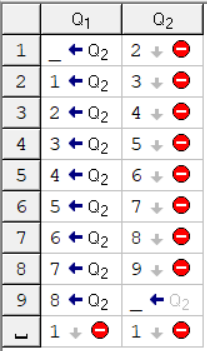 Q₁ Q₂
1 _ ← Q₂ 2 ↓
2 1 ← Q₂ 3 ↓
3 2 ← Q₂ 4 ↓
4 3 ← Q₂ 5 ↓
5 4 ← Q₂ 6 ↓
6 5 ← Q₂ 7 ↓
7 6 ← Q₂ 8 ↓
8 7 ← Q₂ 9 ↓
9 8 ← Q₂ _ ← Q₂
⎵ 1 ↓ 1 ↓